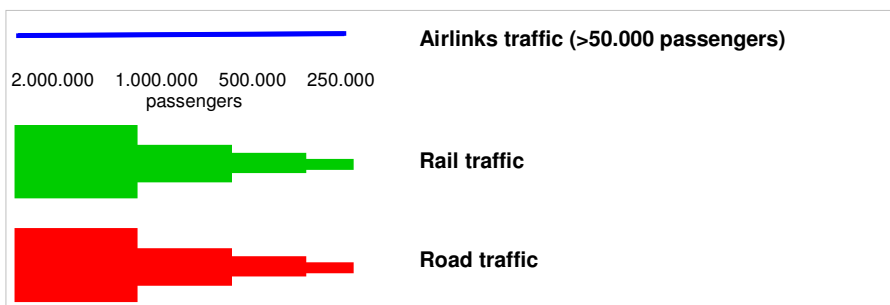 Airlinks traffic (>50.000 passengers)
2.000.000 1.000.000 500.000 250.000
passengers
Rail traffic
Road traffic